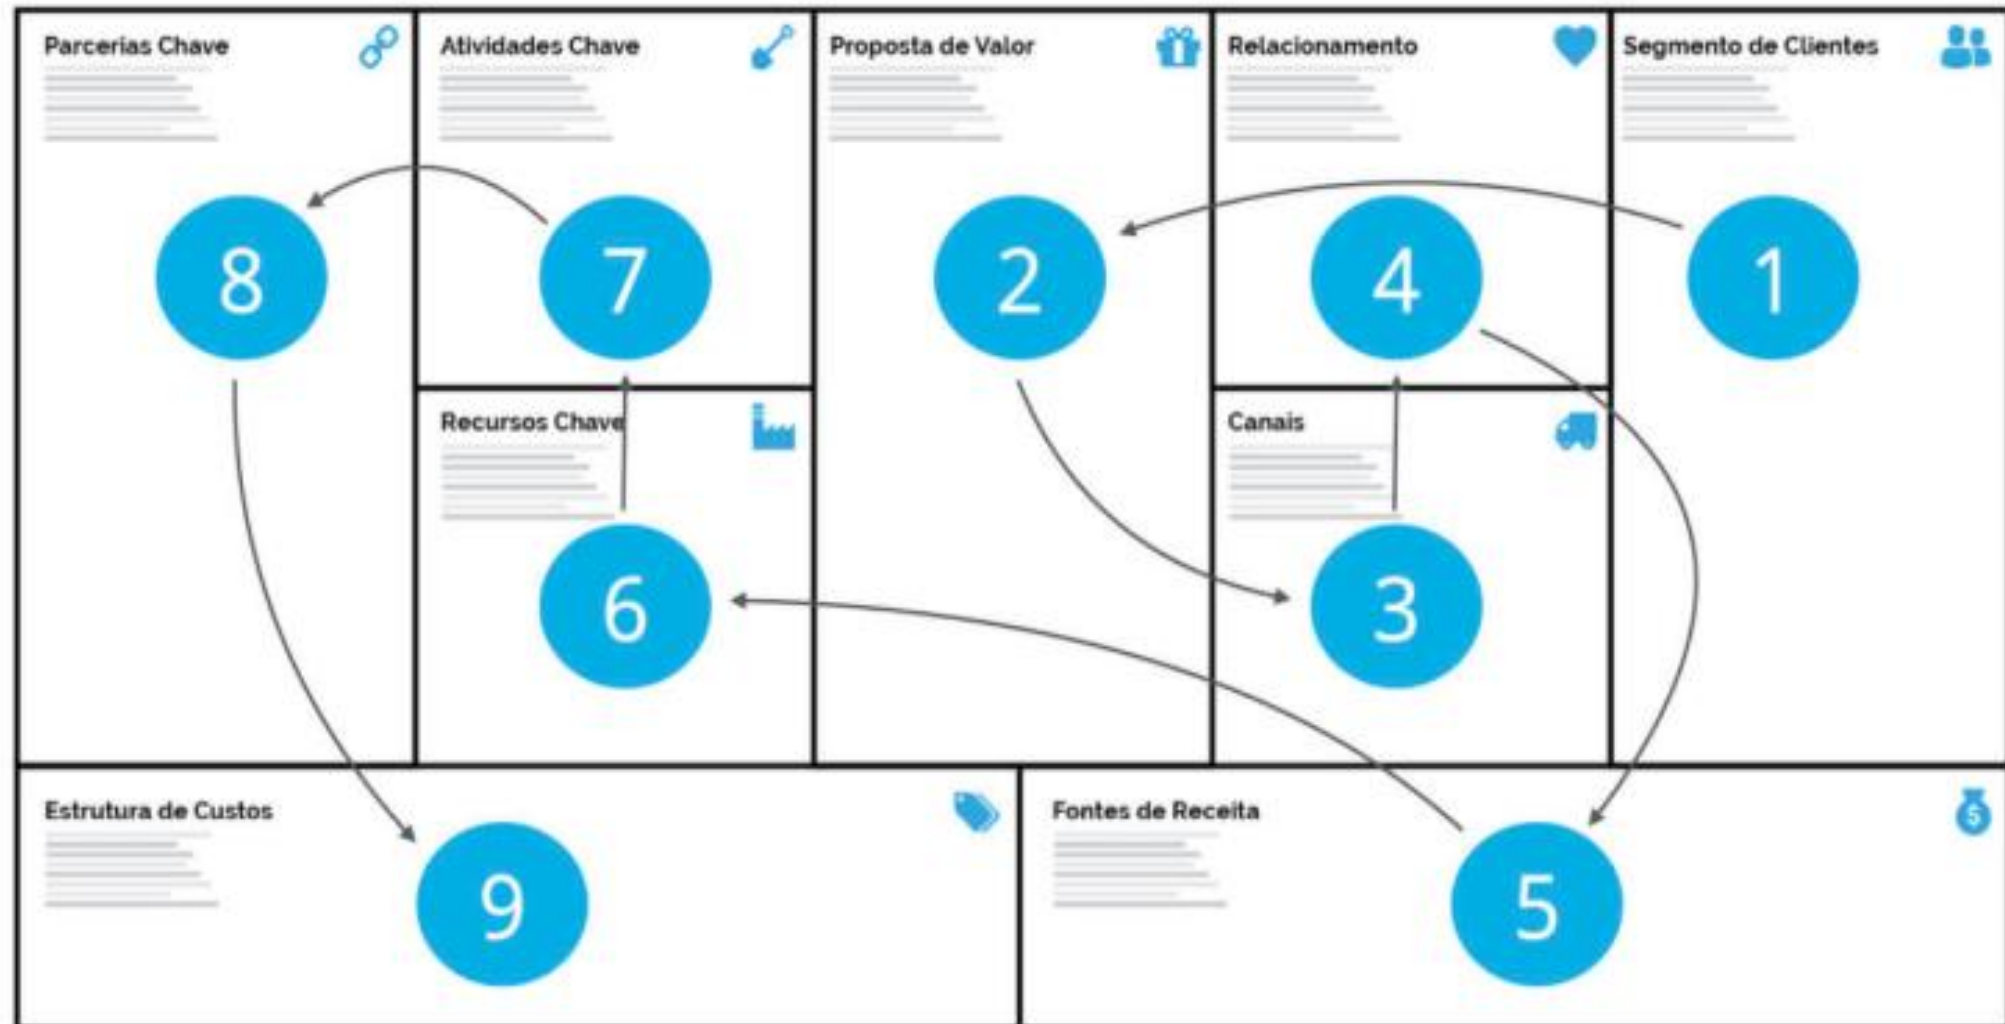 Parcerias Chave
Atividades Chave
Proposta de Valor
Relacionamento
Segmento de Clientes
8
7
2
4
1
Recursos Chave
Canais
6
3
Estrutura de Custos
Fontes de Receita
$
9
5